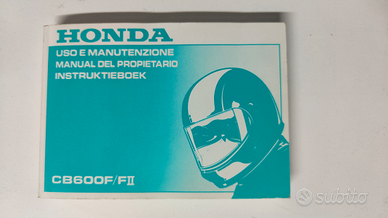 HONDA
USO E MANUTENZIONE
MANUAL DEL PROPIETARIO
INSTRUKTIEBOEK
CB600F/FII
subito